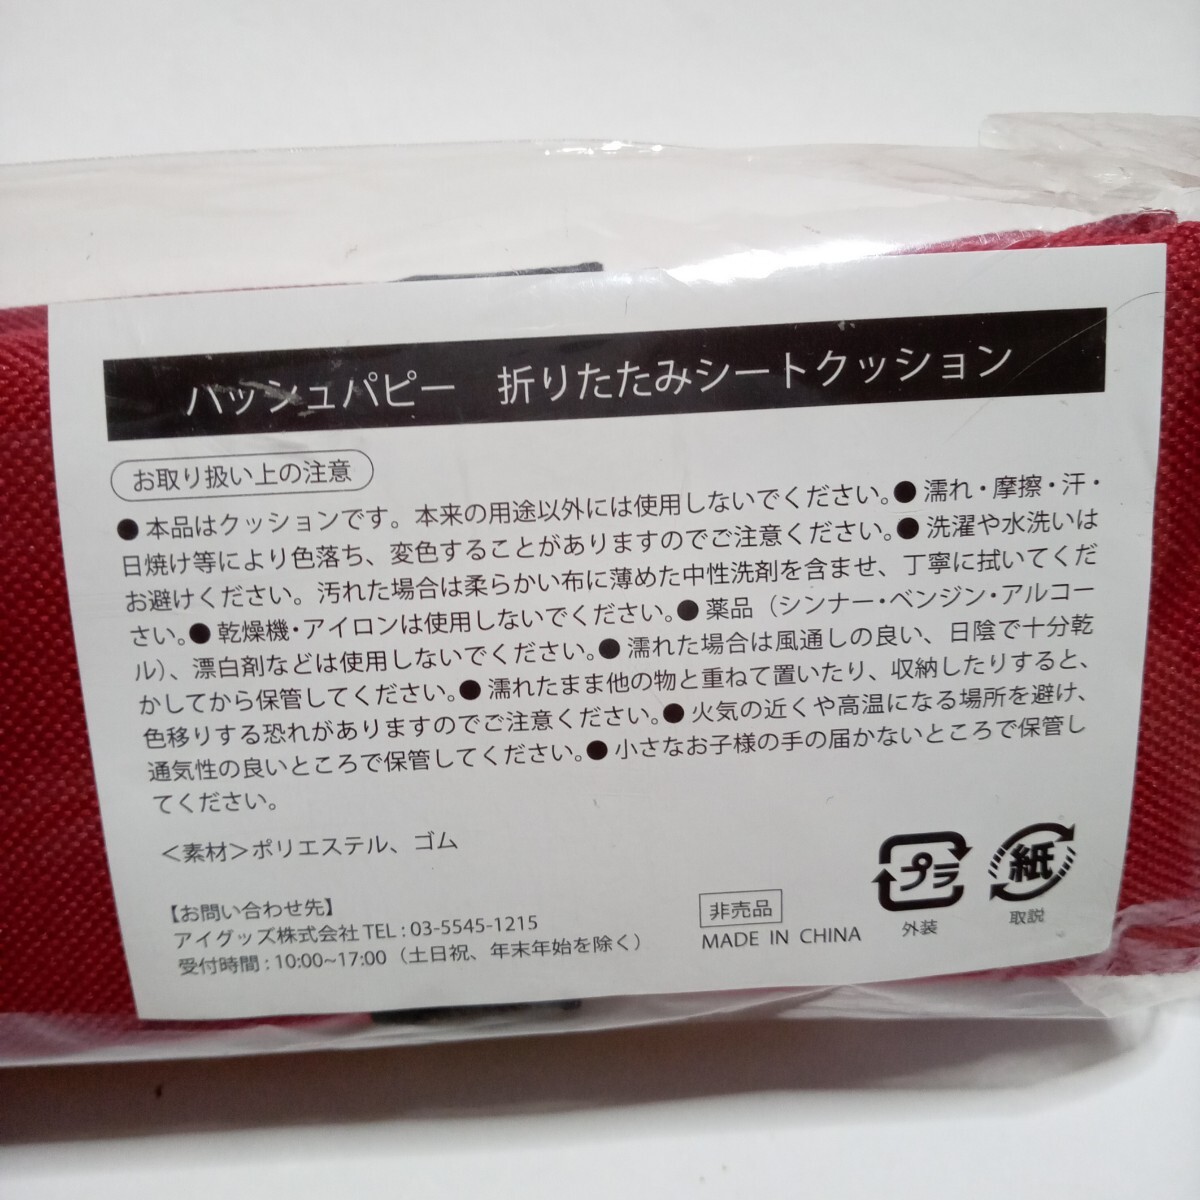 ハッシュパピー　折りたたみシートクッション
お取り扱い上の注意
● 本品はクッションです。本来の用途以外には使用しないでください。● 濡れ・摩擦・汗・
日焼け等により色落ち、変色することがありますのでご注意ください。● 洗濯や水洗いは
お避けください。汚れた場合は柔らかい布に薄めた中性洗剤を含ませ、丁寧に拭いてくだ
さい。● 乾燥機・アイロンは使用しないでください。● 薬品（シンナー・ベンジン・アルコー
ル）、漂白剤などは使用しないでください。● 濡れた場合は風通しの良い、日陰で十分乾
かしてから保管してください。● 濡れたまま他の物と重ねて置いたり、収納したりすると、
色移りする恐れがありますのでご注意ください。● 火気の近くや高温になる場所を避け、
通気性の良いところで保管してください。● 小さなお子様の手の届かないところで保管し
てください。
＜素材＞ポリエステル、ゴム
【お問い合わせ先】
アイグッズ株式会社 TEL : 03-5545-1215
受付時間 : 10:00~17:00（土日祝、年末年始を除く）
非売品
MADE IN CHINA
プラ
外装
紙
取説